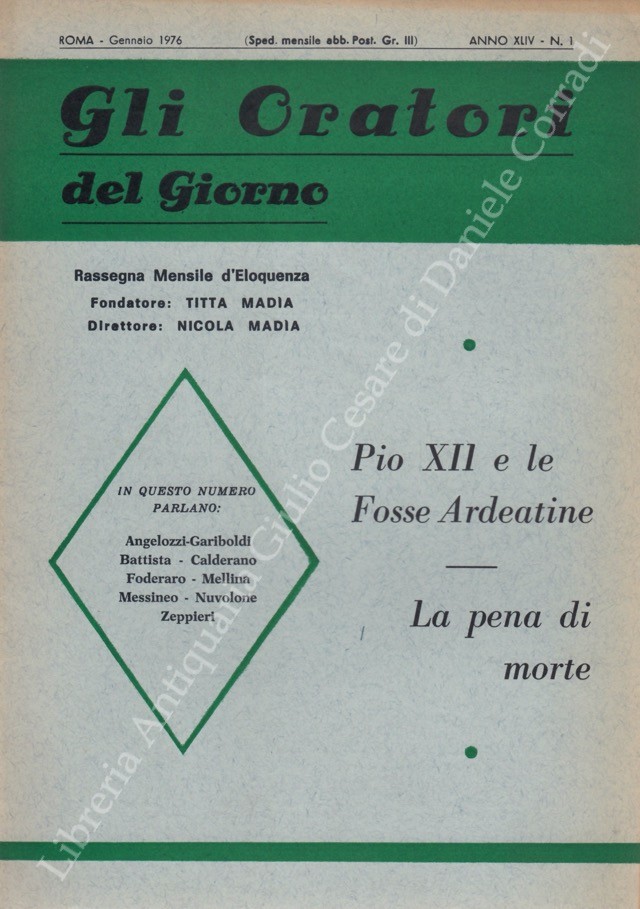 ROMA - Gennaio 1976 (Sped. mensile abb. Post. Gr. III) ANNO XLIV - N. 1
Gli Oratori
del Giorno
Rassegna Mensile d'Eloquenza
Fondatore: TITTA MADIA
Direttore: NICOLA MADIA
IN QUESTO NUMERO
PARLANO:
Angelozzi-Gariboldi
Battista - Calderano
Foderaro - Mellina
Messineo - Nuvolone
Zeppieri
Pio XII e le
Fosse Ardeatine
La pena di
morte
Libreria Antiquaria Giulio Cesare di Daniele Corradi